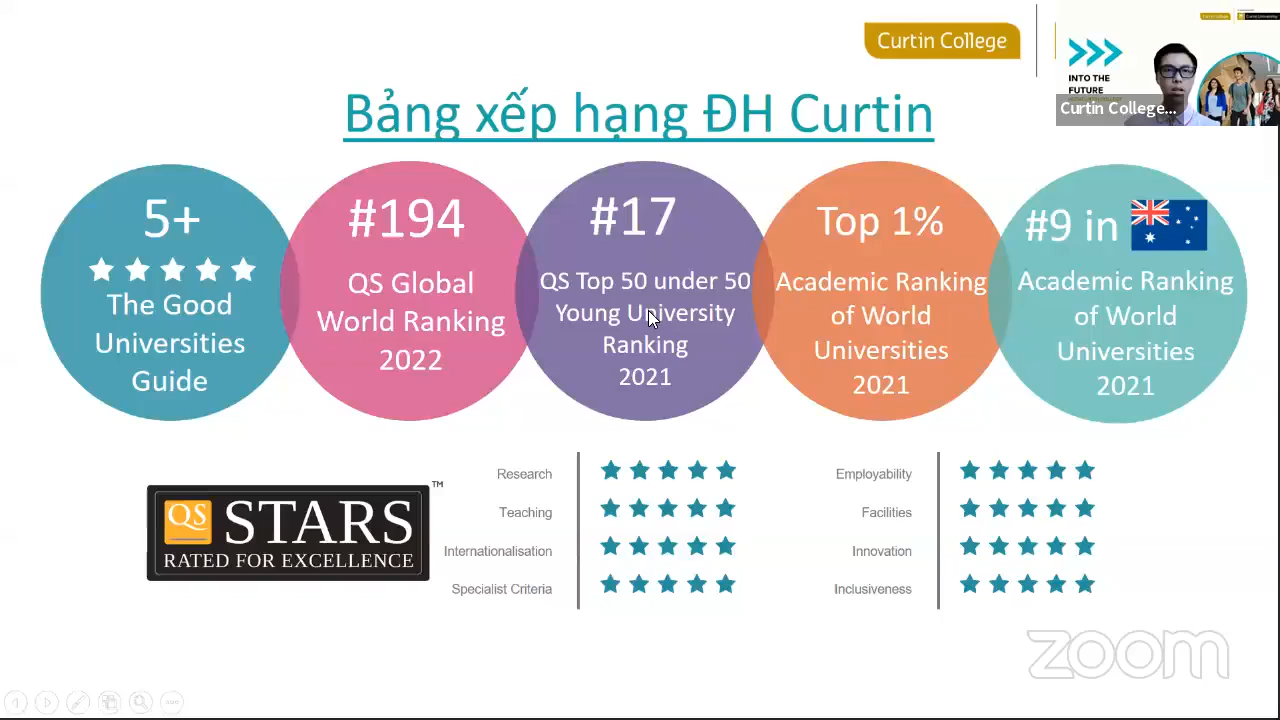 Curtin College
INTO THE
FUTURE
Curtin College...
Bảng xếp hạng ĐH Curtin
5+
The Good
Universities
Guide
#194
QS Global
World Ranking
2022
#17
QS Top 50 under 50
Young University
Ranking
2021
Top 1%
Academic Ranking
of World
Universities
2021
#9 in
Academic Ranking
of World
Universities
2021
QS STARS™
RATED FOR EXCELLENCE
Research
Teaching
Internationalisation
Specialist Criteria
Employability
Facilities
Innovation
Inclusiveness
zoom